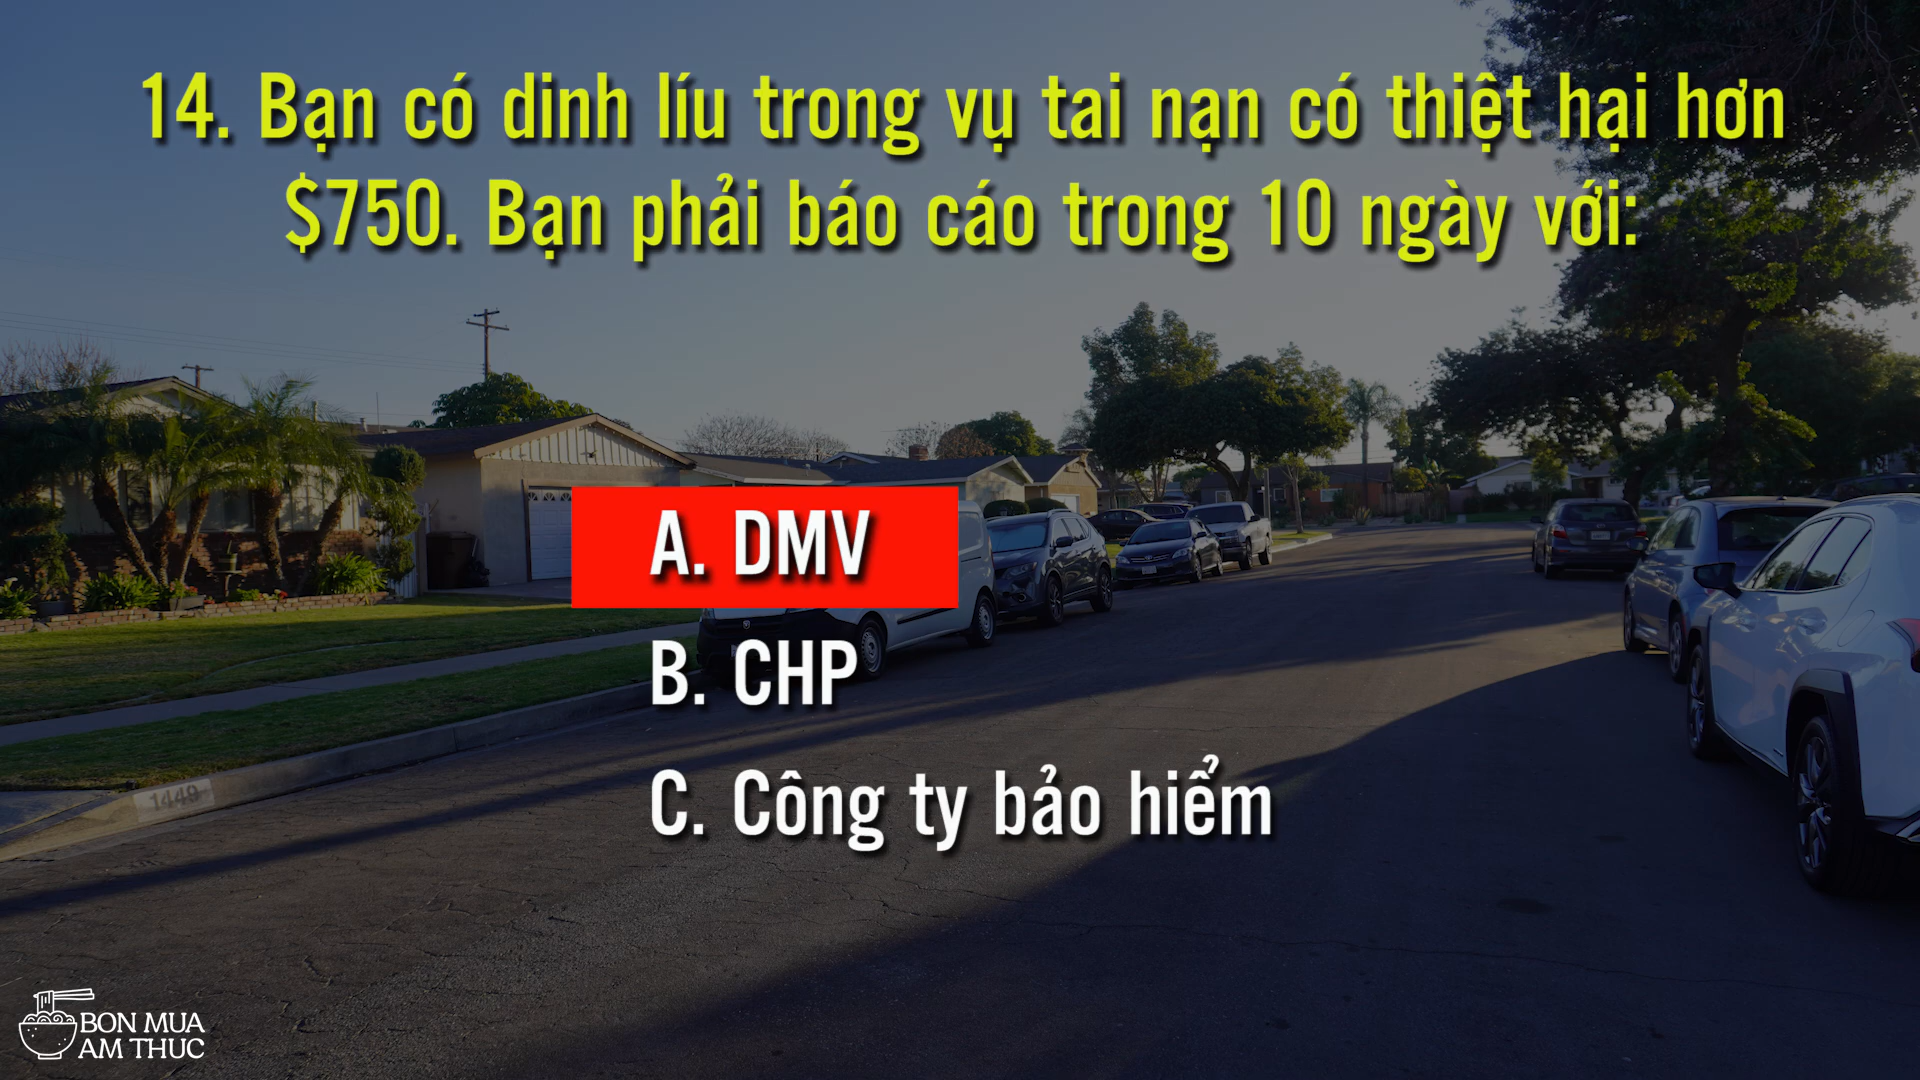 14. Bạn có dinh líu trong vụ tai nạn có thiệt hại hơn
$750. Bạn phải báo cáo trong 10 ngày với:
A. DMV
B. CHP
C. Công ty bảo hiểm
1449
BON MUA
AM THUC